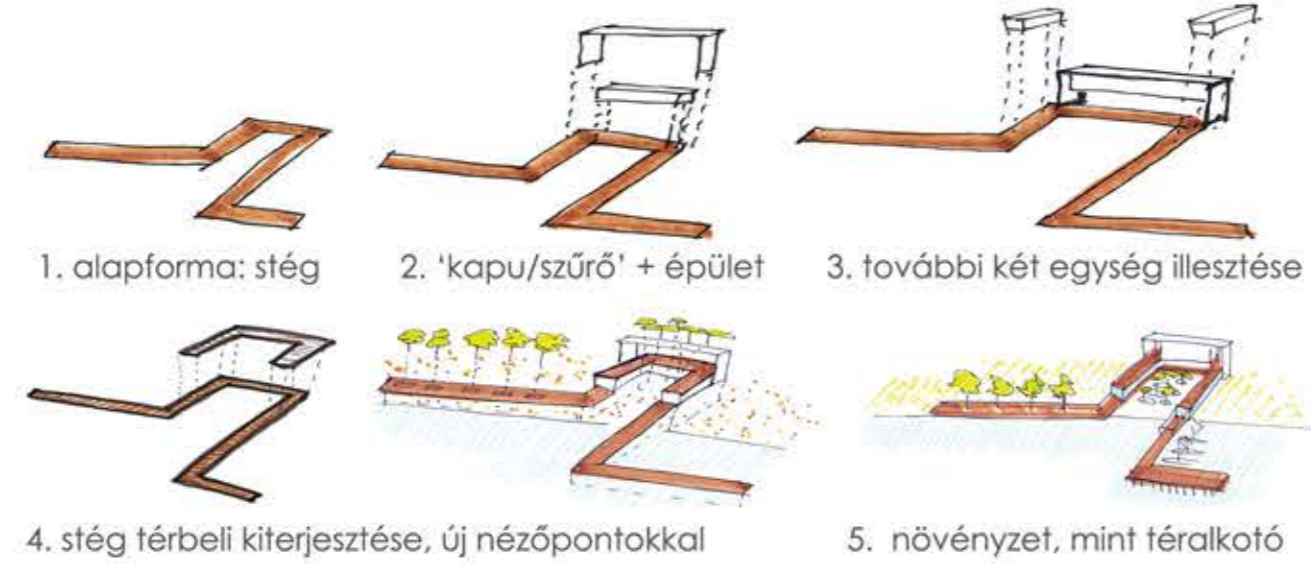 1. alapforma: stég
2. 'kapu/szűrő' + épület
3. további két egység illesztése
4. stég térbeli kiterjesztése, új nézőpontokkal
5. növényzet, mint téralkotó